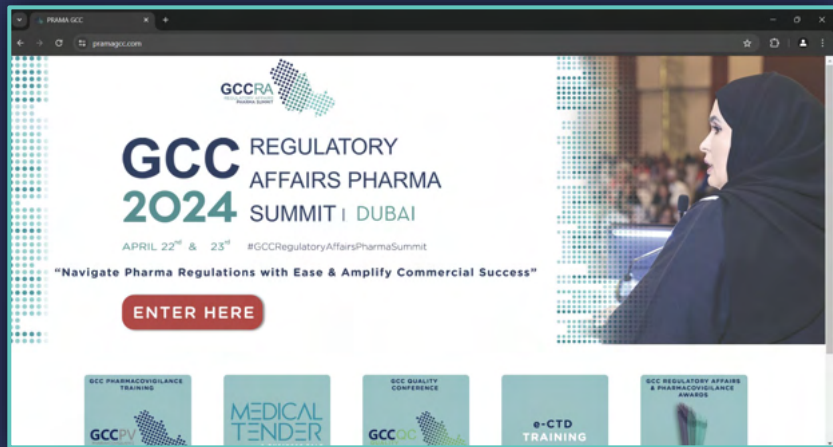 PRAMA GCC
pramagcc.com
GCCRA
REGULATORY AFFAIRS
PHARMA SUMMIT
GCC REGULATORY
2024 AFFAIRS PHARMA
SUMMIT | DUBAI
APRIL 22nd & 23rd #GCCRegulatoryAffairsPharmaSummit
"Navigate Pharma Regulations with Ease & Amplify Commercial Success"
ENTER HERE
GCC PHARMACOVIGILANCE
TRAINING
GCCPV
MEDICAL
TENDER
GCC QUALITY
CONFERENCE
GCCQC
e-CTD
TRAINING
GCC REGULATORY AFFAIRS
& PHARMACOVIGILANCE
AWARDS